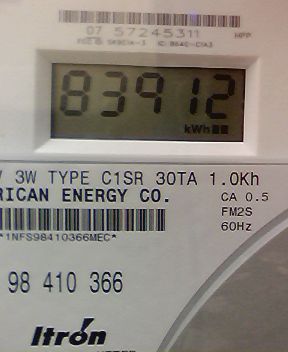 07 57245311
83912
kWh
3W TYPE C1SR 30TA 1.0Kh
RICAN ENERGY CO.
CA 0.5
FM2S
60Hz
*1NFS98410366MEC*
98 410 366
Itrón